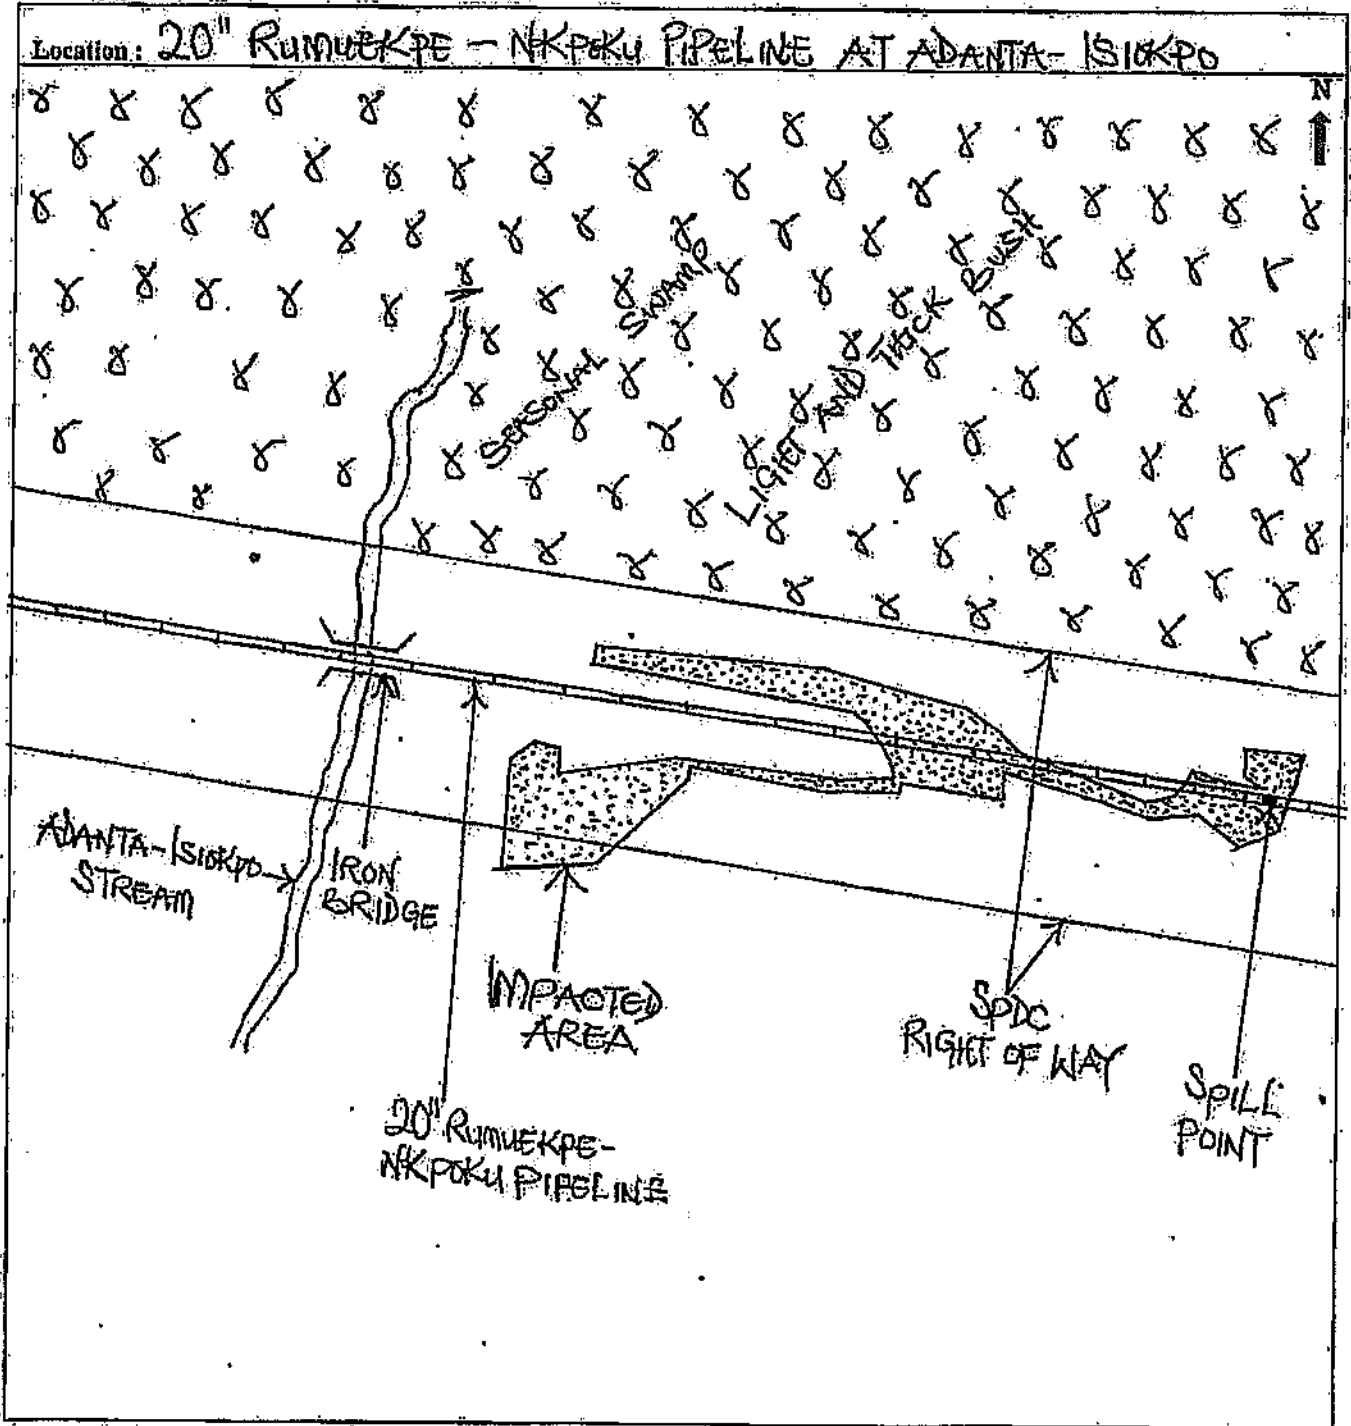 Location: 20" RUMUEKPE - NKPOKU PIPELINE AT ADANTA-ISIOKPO
N
SEASONAL SWAMP
LIGHT AND THICK BUSH
ADANTA-ISIOKPO
STREAM
IRON
BRIDGE
IMPACTED
AREA
SPDC
RIGHT OF WAY
SPILL
POINT
20" RUMUEKPE-
NKPOKU PIPELINE